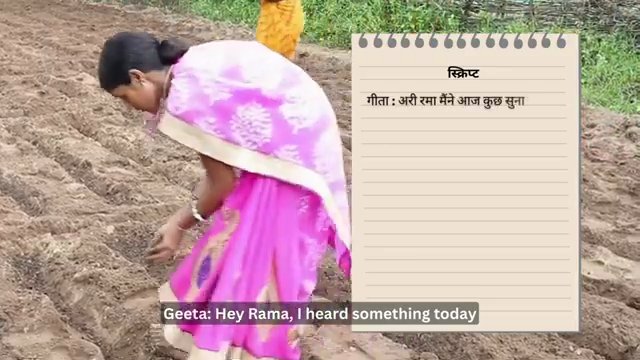 स्क्रिप्ट
गीता : अरी रमा मैंने आज कुछ सुना
Geeta: Hey Rama, I heard something today